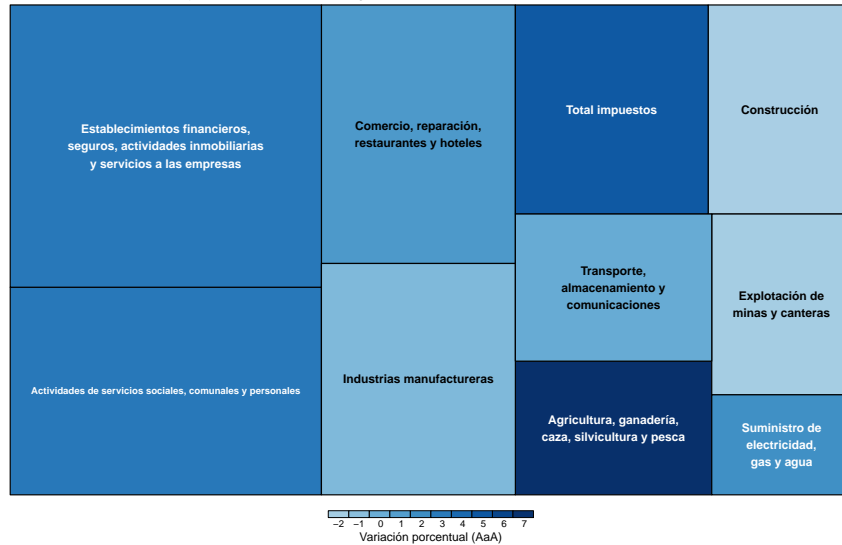 Establecimientos financieros,
seguros, actividades inmobiliarias
y servicios a las empresas
Comercio, reparación,
restaurantes y hoteles
Total impuestos
Construcción
Transporte,
almacenamiento y
comunicaciones
Explotación de
minas y canteras
Actividades de servicios sociales, comunales y personales
Industrias manufactureras
Agricultura, ganadería,
caza, silvicultura y pesca
Suministro de
electricidad,
gas y agua
−2 −1 0 1 2 3 4 5 6 7
Variación porcentual (AaA)